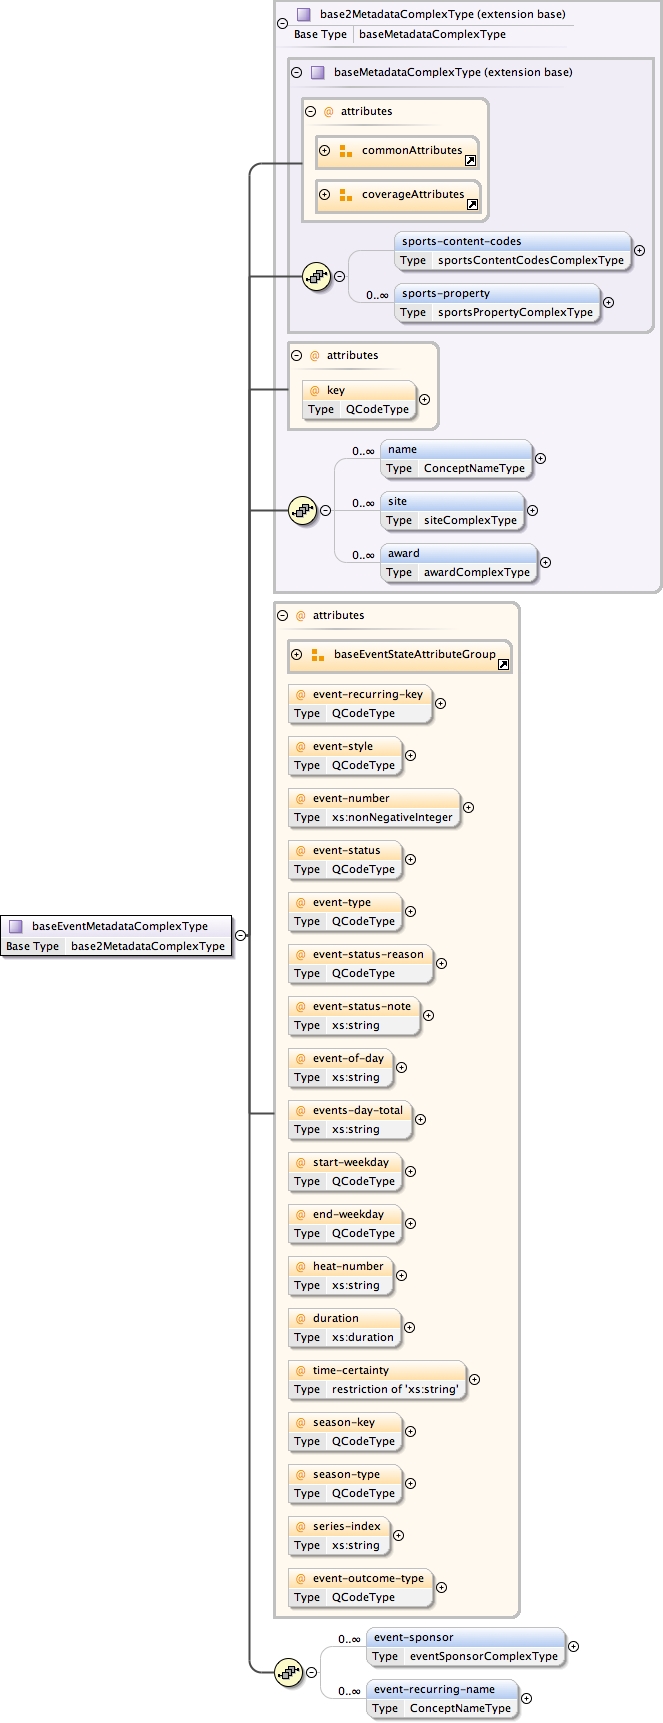 base2MetadataComplexType (extension base)
Base Type baseMetadataComplexType
baseMetadataComplexType (extension base)
@ attributes
commonAttributes
coverageAttributes
sports-content-codes
Type sportsContentCodesComplexType
0..∞ sports-property
Type sportsPropertyComplexType
@ attributes
@ key
Type QCodeType
0..∞ name
Type ConceptNameType
0..∞ site
Type siteComplexType
0..∞ award
Type awardComplexType
@ attributes
baseEventStateAttributeGroup
@ event-recurring-key
Type QCodeType
@ event-style
Type QCodeType
@ event-number
Type xs:nonNegativeInteger
@ event-status
Type QCodeType
@ event-type
Type QCodeType
baseEventMetadataComplexType
Base Type base2MetadataComplexType
@ event-status-reason
Type QCodeType
@ event-status-note
Type xs:string
@ event-of-day
Type xs:string
@ events-day-total
Type xs:string
@ start-weekday
Type QCodeType
@ end-weekday
Type QCodeType
@ heat-number
Type xs:string
@ duration
Type xs:duration
@ time-certainty
Type restriction of 'xs:string'
@ season-key
Type QCodeType
@ season-type
Type QCodeType
@ series-index
Type xs:string
@ event-outcome-type
Type QCodeType
0..∞ event-sponsor
Type eventSponsorComplexType
0..∞ event-recurring-name
Type ConceptNameType